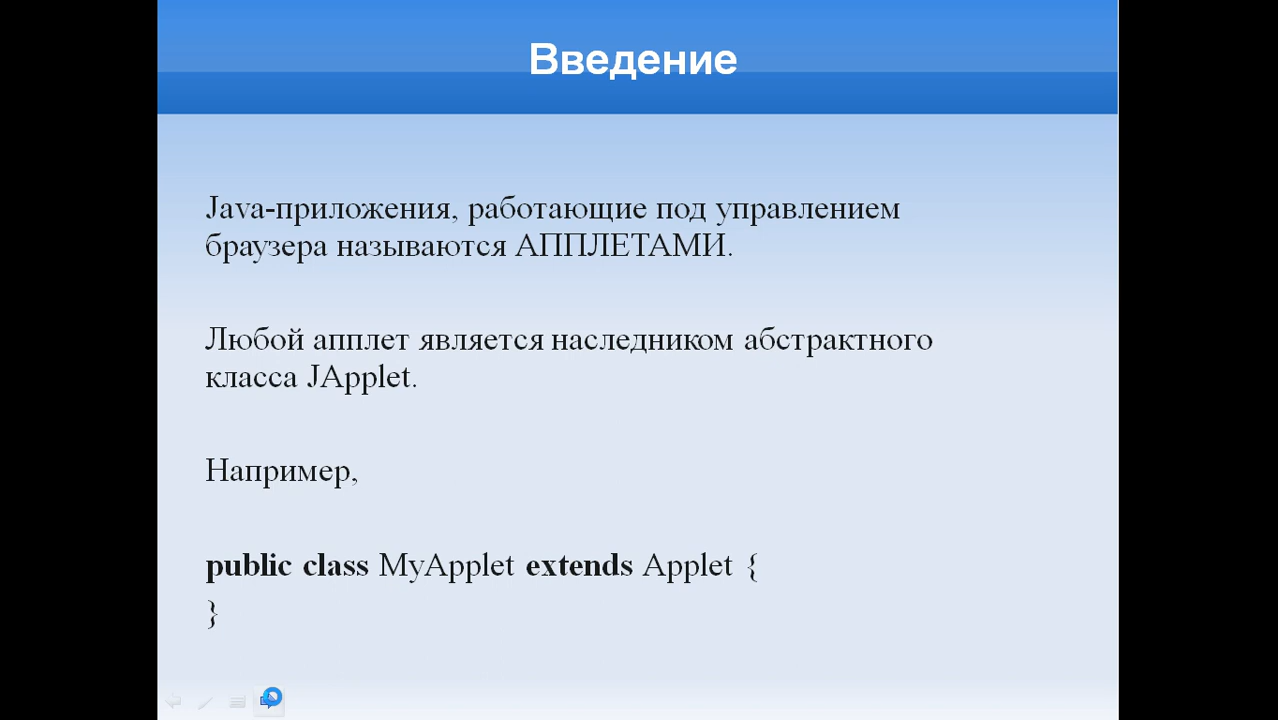 Введение
Java-приложения, работающие под управлением
браузера называются АППЛЕТАМИ.
Любой апплет является наследником абстрактного
класса JApplet.
Например,
public class MyApplet extends Applet {
}